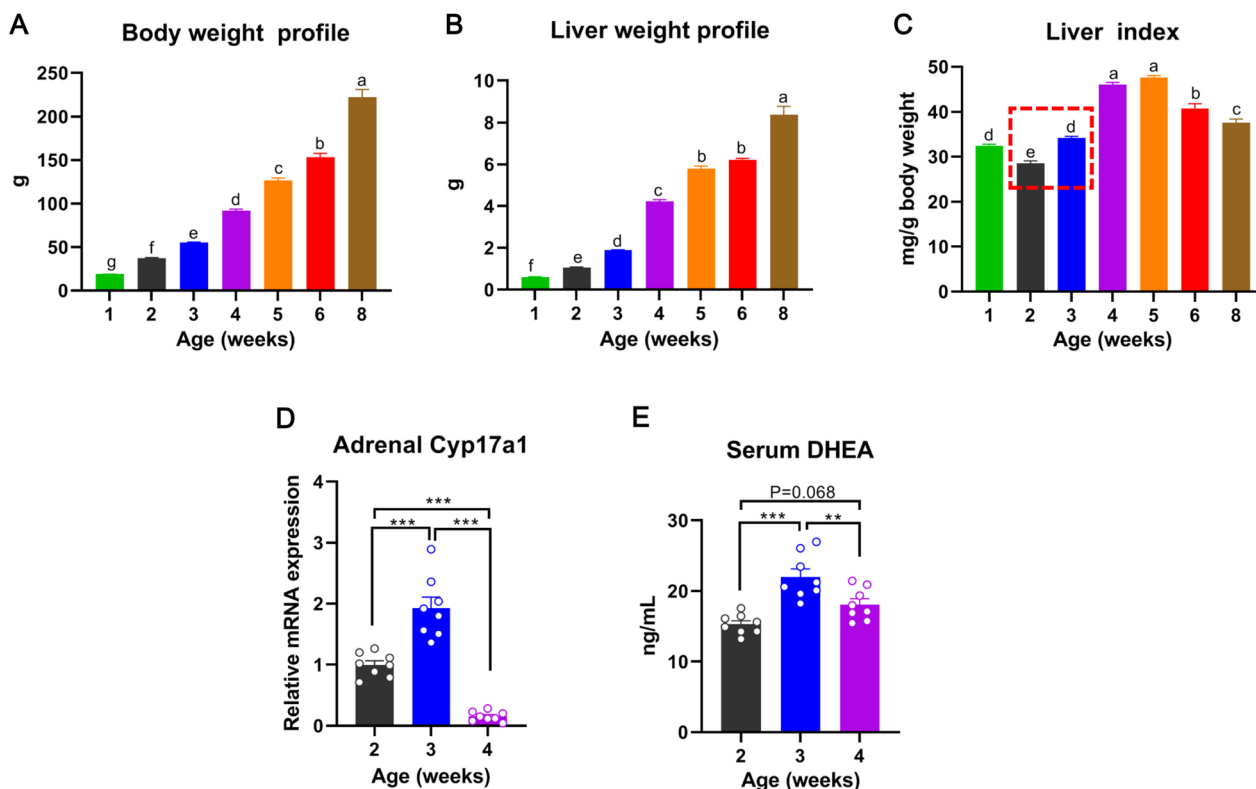 A
Body weight profile
g
250
200
150
100
50
0
g
f
e
d
c
b
a
1 2 3 4 5 6 8
Age (weeks)
B
Liver weight profile
g
10
8
6
4
2
0
f
e
d
c
b
b
a
1 2 3 4 5 6 8
Age (weeks)
C
Liver index
mg/g body weight
50
40
30
20
10
0
d
e
d
a
a
b
c
1 2 3 4 5 6 8
Age (weeks)
D
Adrenal Cyp17a1
Relative mRNA expression
4
3
2
1
0
***
*** ***
2 3 4
Age (weeks)
E
Serum DHEA
ng/mL
30
20
10
0
P=0.068
*** **
2 3 4
Age (weeks)